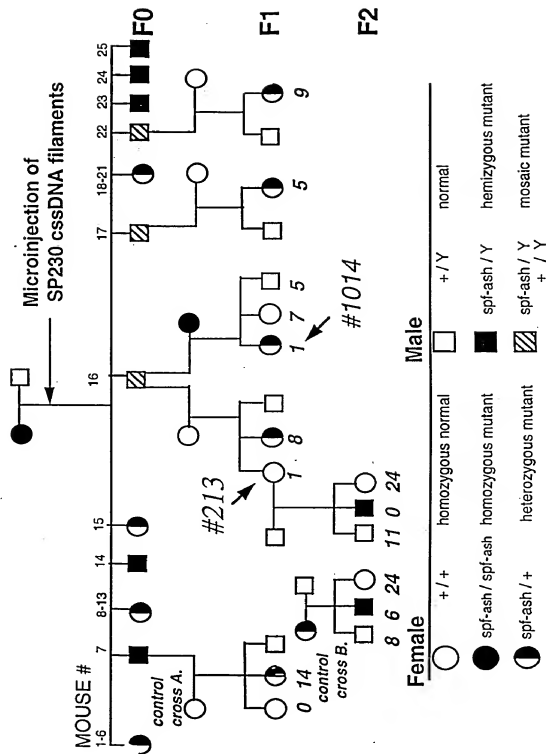 Microinjection of
SP230 cssDNA filaments
MOUSE #
1-6 7 8-13 14 15 16 17 18-21 22 23 24 25
F0
control
cross A.
#213
F1
0 14 1 8 1 7 5 5 9
#1014
control
cross B.
F2
8 6 24 11 0 24
Female Male
+/+ homozygous normal +/Y normal
spf-ash / spf-ash homozygous mutant spf-ash / Y hemizygous mutant
spf-ash / + heterozygous mutant spf-ash / Y mosaic mutant
+ / Y